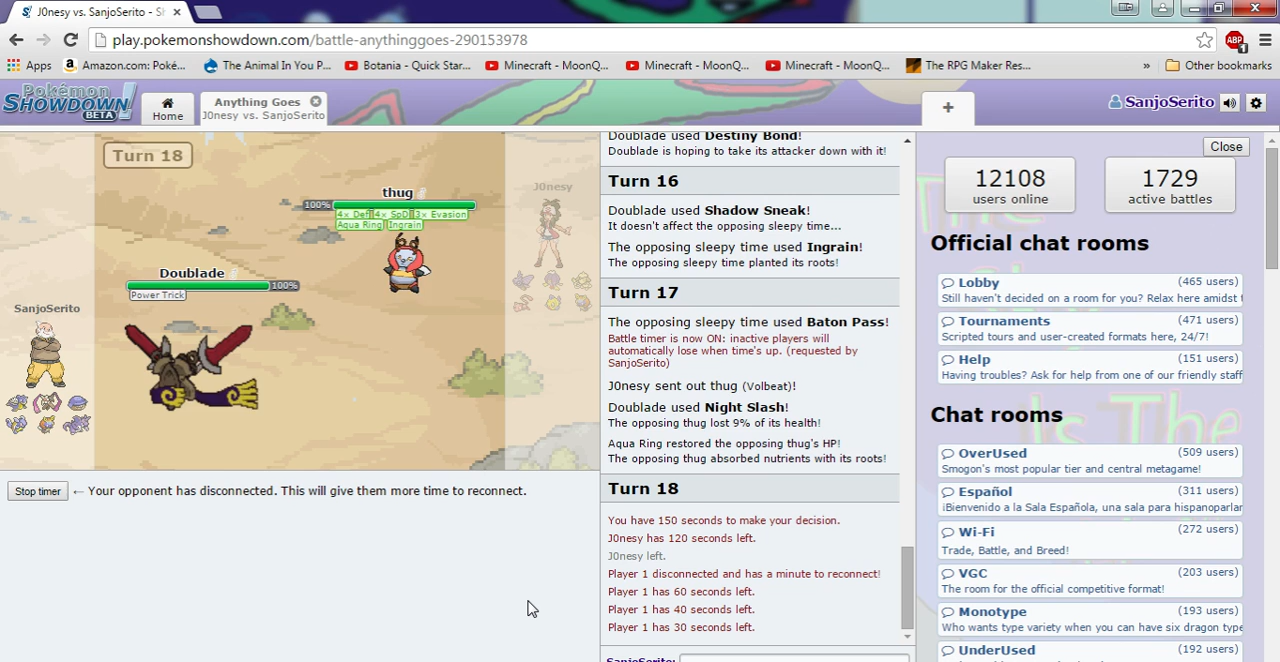 J0nesy vs. SanjoSerito - Sh
play.pokemonshowdown.com/battle-anythinggoes-290153978
ABP
1
Apps
Amazon.com: Poké...
The Animal In You P...
Botania - Quick Star...
Minecraft - MoonQ...
Minecraft - MoonQ...
Minecraft - MoonQ...
The RPG Maker Res...
»
Other bookmarks
Pokémon
SHOWDOWN!
BETA
Home
Anything Goes
J0nesy vs. SanjoSerito
+
SanjoSerito
Turn 18
thug
100%
4× Def 4× SpD 3× Evasion
Aqua Ring Ingrain
J0nesy
Doublade
100%
Power Trick
SanjoSerito
Stop timer ← Your opponent has disconnected. This will give them more time to reconnect.
Doublade used Destiny Bond!
Doublade is hoping to take its attacker down with it!
Turn 16
Doublade used Shadow Sneak!
It doesn't affect the opposing sleepy time...
The opposing sleepy time used Ingrain!
The opposing sleepy time planted its roots!
Turn 17
The opposing sleepy time used Baton Pass!
Battle timer is now ON: inactive players will
automatically lose when time's up. (requested by
SanjoSerito)
J0nesy sent out thug (Volbeat)!
Doublade used Night Slash!
The opposing thug lost 9% of its health!
Aqua Ring restored the opposing thug's HP!
The opposing thug absorbed nutrients with its roots!
Turn 18
You have 150 seconds to make your decision.
J0nesy has 120 seconds left.
J0nesy left.
Player 1 disconnected and has a minute to reconnect!
Player 1 has 60 seconds left.
Player 1 has 40 seconds left.
Player 1 has 30 seconds left.
SanjoSerito:
Close
12108
users online
1729
active battles
Official chat rooms
Lobby (465 users)
Still haven't decided on a room for you? Relax here amidst t
Tournaments (471 users)
Scripted tours and user-created formats here, 24/7!
Help (151 users)
Having troubles? Ask for help from one of our friendly staff
Chat rooms
OverUsed (509 users)
Smogon's most popular tier and central metagame!
Español (311 users)
¡Bienvenido a la Sala Española, una sala para hispanoparlar
Wi-Fi (272 users)
Trade, Battle, and Breed!
VGC (203 users)
The room for the official competitive format!
Monotype (193 users)
Who wants type variety when you can have six dragon type
UnderUsed (192 users)